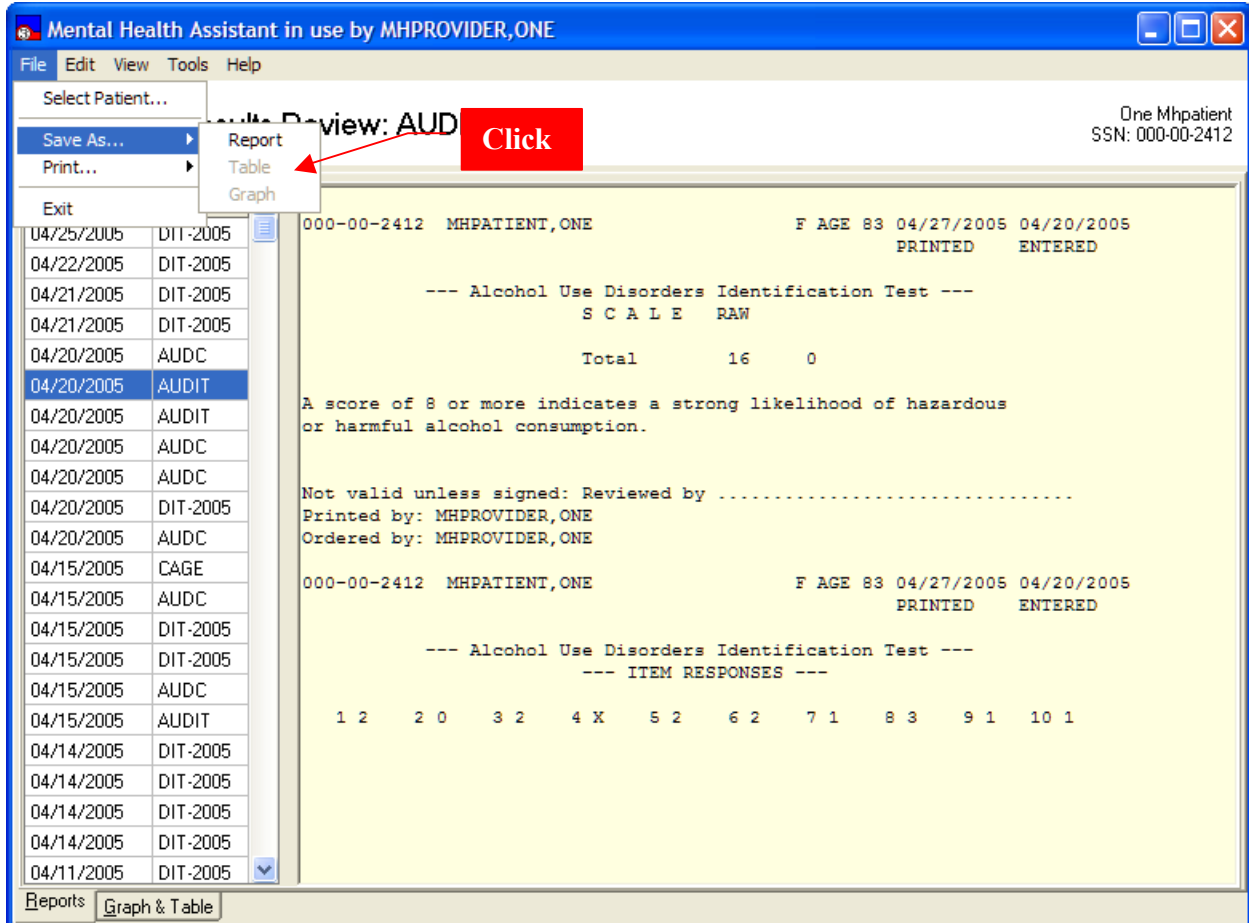 Mental Health Assistant in use by MHPROVIDER,ONE
File Edit View Tools Help
Select Patient...
Save As...
Print...
Exit
Report
Table
Graph
Review: AUD
Click
One Mhpatient
SSN: 000-00-2412
04/25/2005 DIT-2005
04/22/2005 DIT-2005
04/21/2005 DIT-2005
04/21/2005 DIT-2005
04/20/2005 AUDC
04/20/2005 AUDIT
04/20/2005 AUDIT
04/20/2005 AUDC
04/20/2005 AUDC
04/20/2005 DIT-2005
04/20/2005 AUDC
04/15/2005 CAGE
04/15/2005 AUDC
04/15/2005 DIT-2005
04/15/2005 DIT-2005
04/15/2005 AUDC
04/15/2005 AUDIT
04/14/2005 DIT-2005
04/14/2005 DIT-2005
04/14/2005 DIT-2005
04/14/2005 DIT-2005
04/11/2005 DIT-2005
000-00-2412 MHPATIENT,ONE F AGE 83 04/27/2005 04/20/2005
PRINTED ENTERED
--- Alcohol Use Disorders Identification Test ---
S C A L E RAW
Total 16 0
A score of 8 or more indicates a strong likelihood of hazardous
or harmful alcohol consumption.
Not valid unless signed: Reviewed by ................................
Printed by: MHPROVIDER,ONE
Ordered by: MHPROVIDER,ONE
000-00-2412 MHPATIENT,ONE F AGE 83 04/27/2005 04/20/2005
PRINTED ENTERED
--- Alcohol Use Disorders Identification Test ---
--- ITEM RESPONSES ---
1 2 2 0 3 2 4 X 5 2 6 2 7 1 8 3 9 1 10 1
Reports Graph & Table